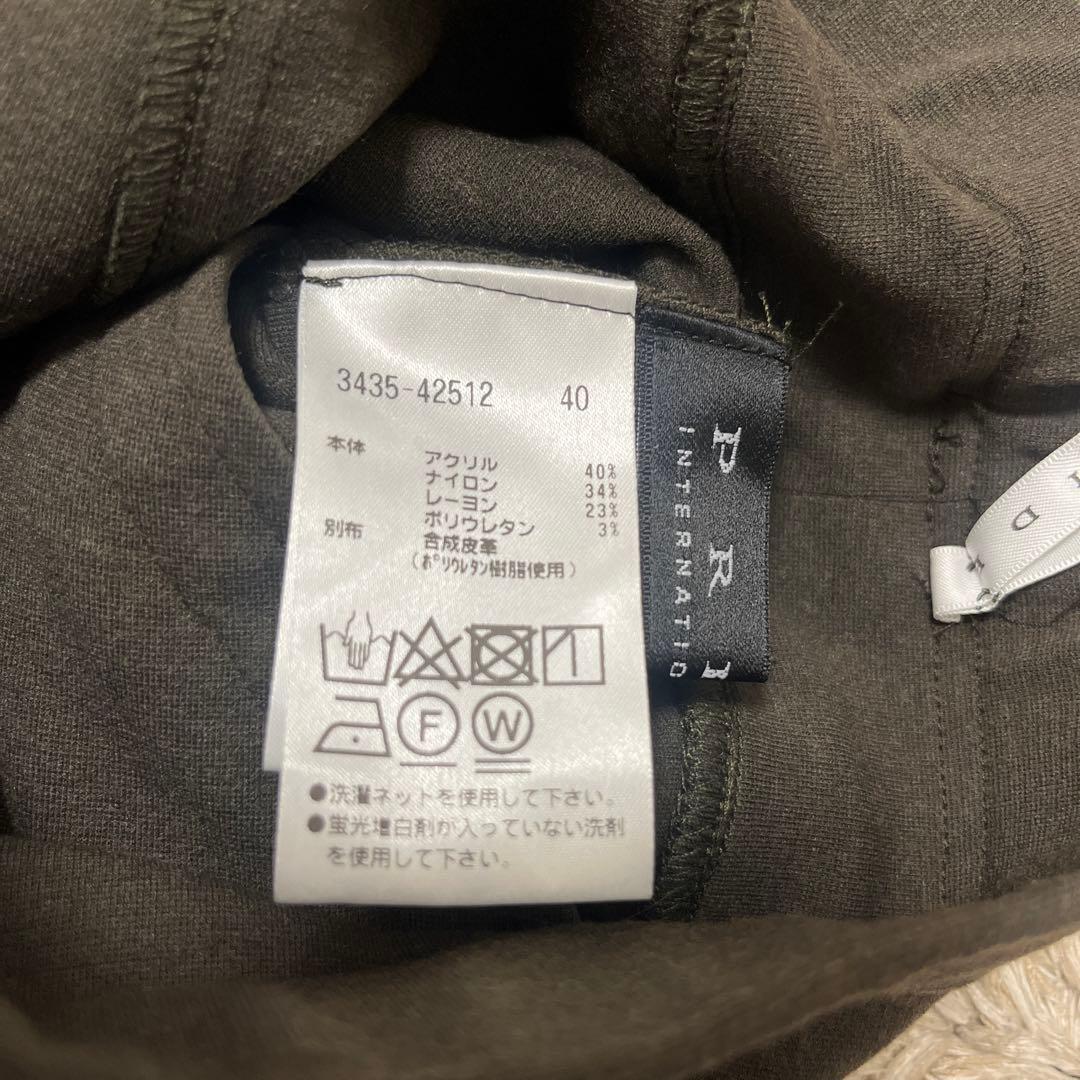 3435-42512 40
本体
アクリル 40%
ナイロン 34%
レーヨン 23%
ポリウレタン 3%
別布
合成皮革
(ポリウレタン樹脂使用)
F W
●洗濯ネットを使用して下さい。
●蛍光増白剤が入っていない洗剤
を使用して下さい。
P R
INTERNATIO
D